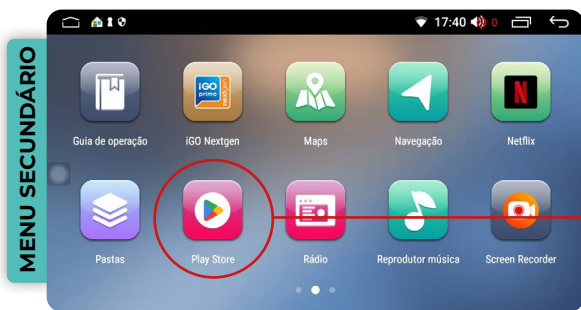 MENU SECUNDÁRIO
17:40 0
Guia de operação
iGO primo nextgen
iGO Nextgen
Maps
Navegação
N
Netflix
Pastas
Play Store
Rádio
Reprodutor música
Screen Recorder